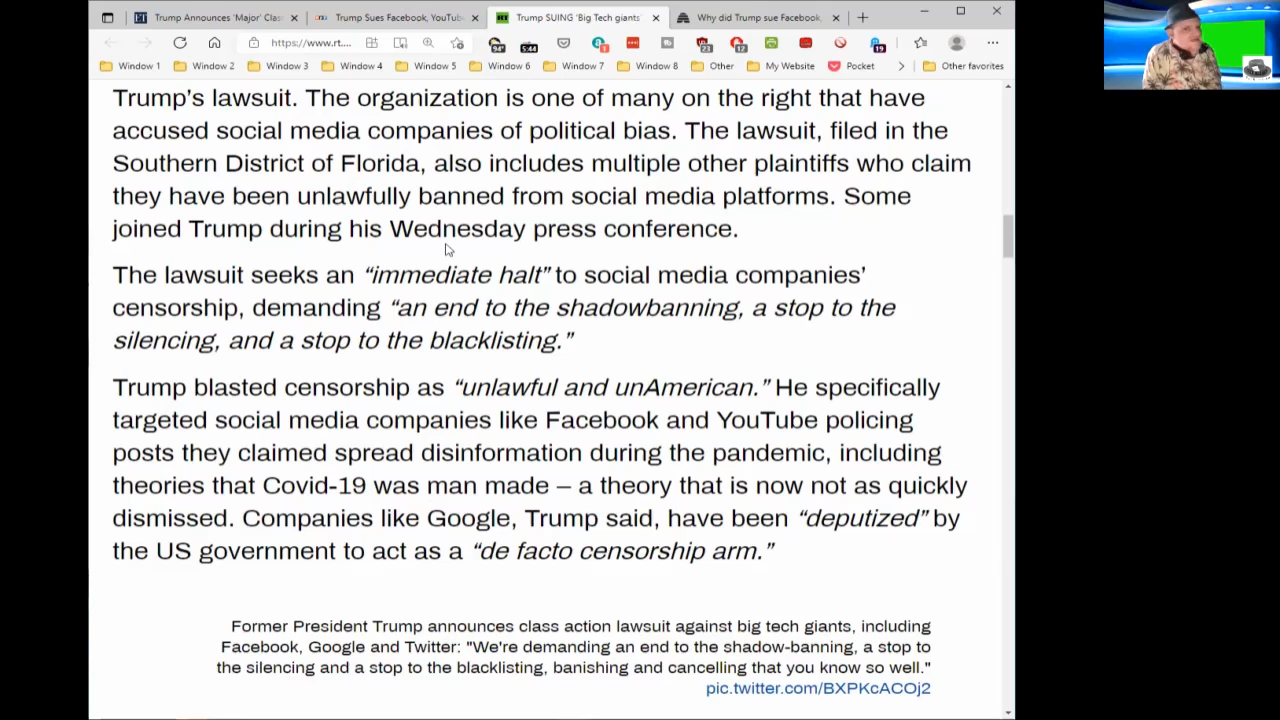 Trump Announces 'Major' Clas
Trump Sues Facebook, YouTub
Trump SUING 'Big Tech giants'
Why did Trump sue Facebook,
https://www.rt....
94°
5:44
1
23
12
19
Window 1
Window 2
Window 3
Window 4
Window 5
Window 6
Window 7
Window 8
Other
My Website
Pocket
Other favorites
Trump's lawsuit. The organization is one of many on the right that have
accused social media companies of political bias. The lawsuit, filed in the
Southern District of Florida, also includes multiple other plaintiffs who claim
they have been unlawfully banned from social media platforms. Some
joined Trump during his Wednesday press conference.
The lawsuit seeks an “immediate halt” to social media companies’
censorship, demanding “an end to the shadowbanning, a stop to the
silencing, and a stop to the blacklisting.”
Trump blasted censorship as “unlawful and unAmerican.” He specifically
targeted social media companies like Facebook and YouTube policing
posts they claimed spread disinformation during the pandemic, including
theories that Covid-19 was man made – a theory that is now not as quickly
dismissed. Companies like Google, Trump said, have been “deputized” by
the US government to act as a “de facto censorship arm.”
Former President Trump announces class action lawsuit against big tech giants, including
Facebook, Google and Twitter: "We're demanding an end to the shadow-banning, a stop to
the silencing and a stop to the blacklisting, banishing and cancelling that you know so well."
pic.twitter.com/BXPKcACOj2